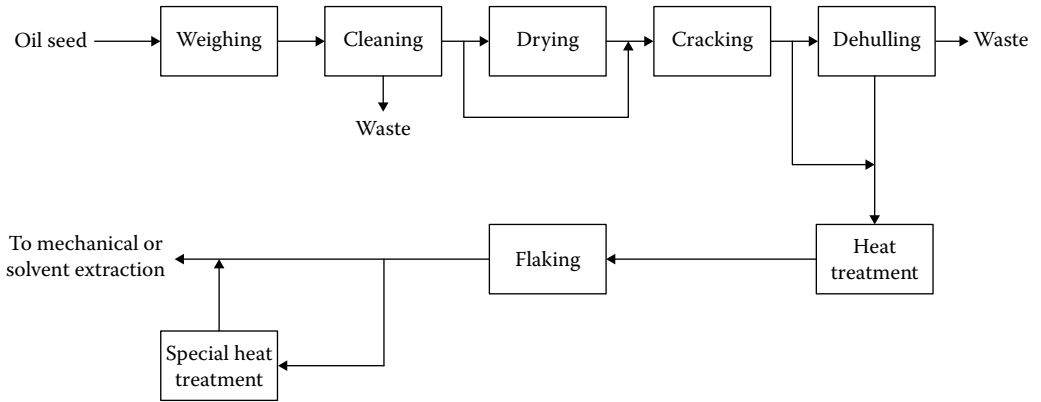 Oil seed
Weighing
Cleaning
Drying
Cracking
Dehulling
Waste
Waste
To mechanical or
solvent extraction
Flaking
Heat
treatment
Special heat
treatment